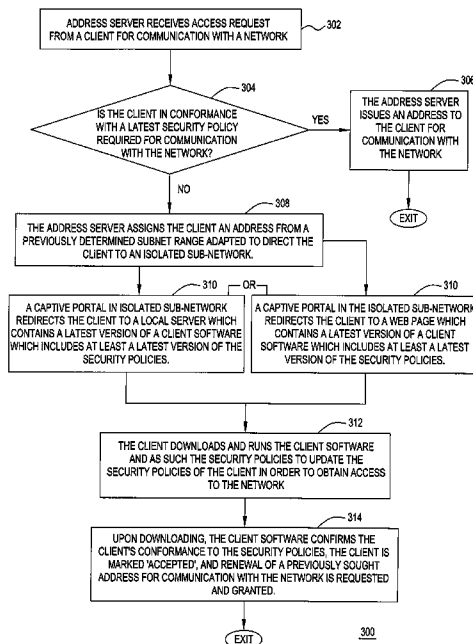 ADDRESS SERVER RECEIVES ACCESS REQUEST
FROM A CLIENT FOR COMMUNICATION WITH A NETWORK
302
304
IS THE CLIENT IN CONFORMANCE
WITH A LATEST SECURITY POLICY
REQUIRED FOR COMMUNICATION
WITH THE NETWORK?
YES
306
THE ADDRESS SERVER
ISSUES AN ADDRESS TO
THE CLIENT FOR
COMMUNICATION WITH
THE NETWORK
EXIT
NO
308
THE ADDRESS SERVER ASSIGNS THE CLIENT AN ADDRESS FROM A
PREVIOUSLY DETERMINED SUBNET RANGE ADAPTED TO DIRECT THE
CLIENT TO AN ISOLATED SUB-NETWORK.
310
A CAPTIVE PORTAL IN ISOLATED SUB-NETWORK
REDIRECTS THE CLIENT TO A LOCAL SERVER WHICH
CONTAINS A LATEST VERSION OF A CLIENT SOFTWARE
WHICH INCLUDES AT LEAST A LATEST VERSION OF THE
SECURITY POLICIES.
OR
310
A CAPTIVE PORTAL IN THE ISOLATED SUB-NETWORK
REDIRECTS THE CLIENT TO A WEB PAGE WHICH
CONTAINS A LATEST VERSION OF A CLIENT
SOFTWARE WHICH INCLUDES AT LEAST A LATEST
VERSION OF THE SECURITY POLICIES.
312
THE CLIENT DOWNLOADS AND RUNS THE CLIENT SOFTWARE
AND AS SUCH THE SECURITY POLICIES TO UPDATE THE
SECURITY POLICIES OF THE CLIENT IN ORDER TO OBTAIN ACCESS
TO THE NETWORK
314
UPON DOWNLOADING, THE CLIENT SOFTWARE CONFIRMS THE
CLIENT'S CONFORMANCE TO THE SECURITY POLICIES, THE CLIENT IS
MARKED 'ACCEPTED', AND RENEWAL OF A PREVIOUSLY SOUGHT
ADDRESS FOR COMMUNICATION WITH THE NETWORK IS REQUESTED
AND GRANTED.
300
EXIT